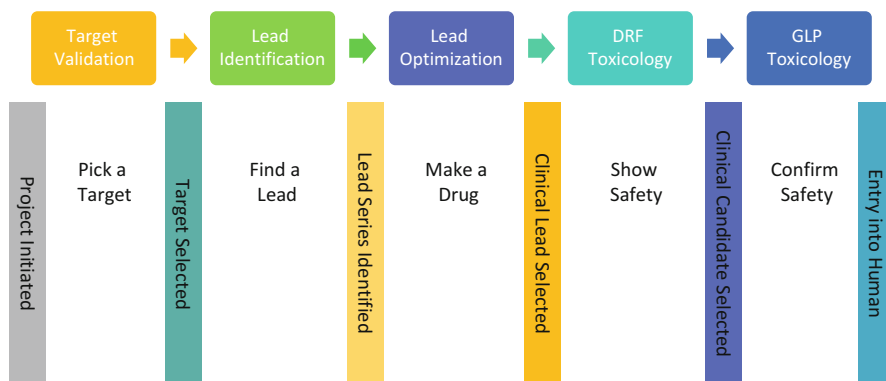 Target
Validation
Lead
Identification
Lead
Optimization
DRF
Toxicology
GLP
Toxicology
Project Initiated
Pick a
Target
Target Selected
Find a
Lead
Lead Series Identified
Make a
Drug
Clinical Lead Selected
Show
Safety
Clinical Candidate Selected
Confirm
Safety
Entry into Human